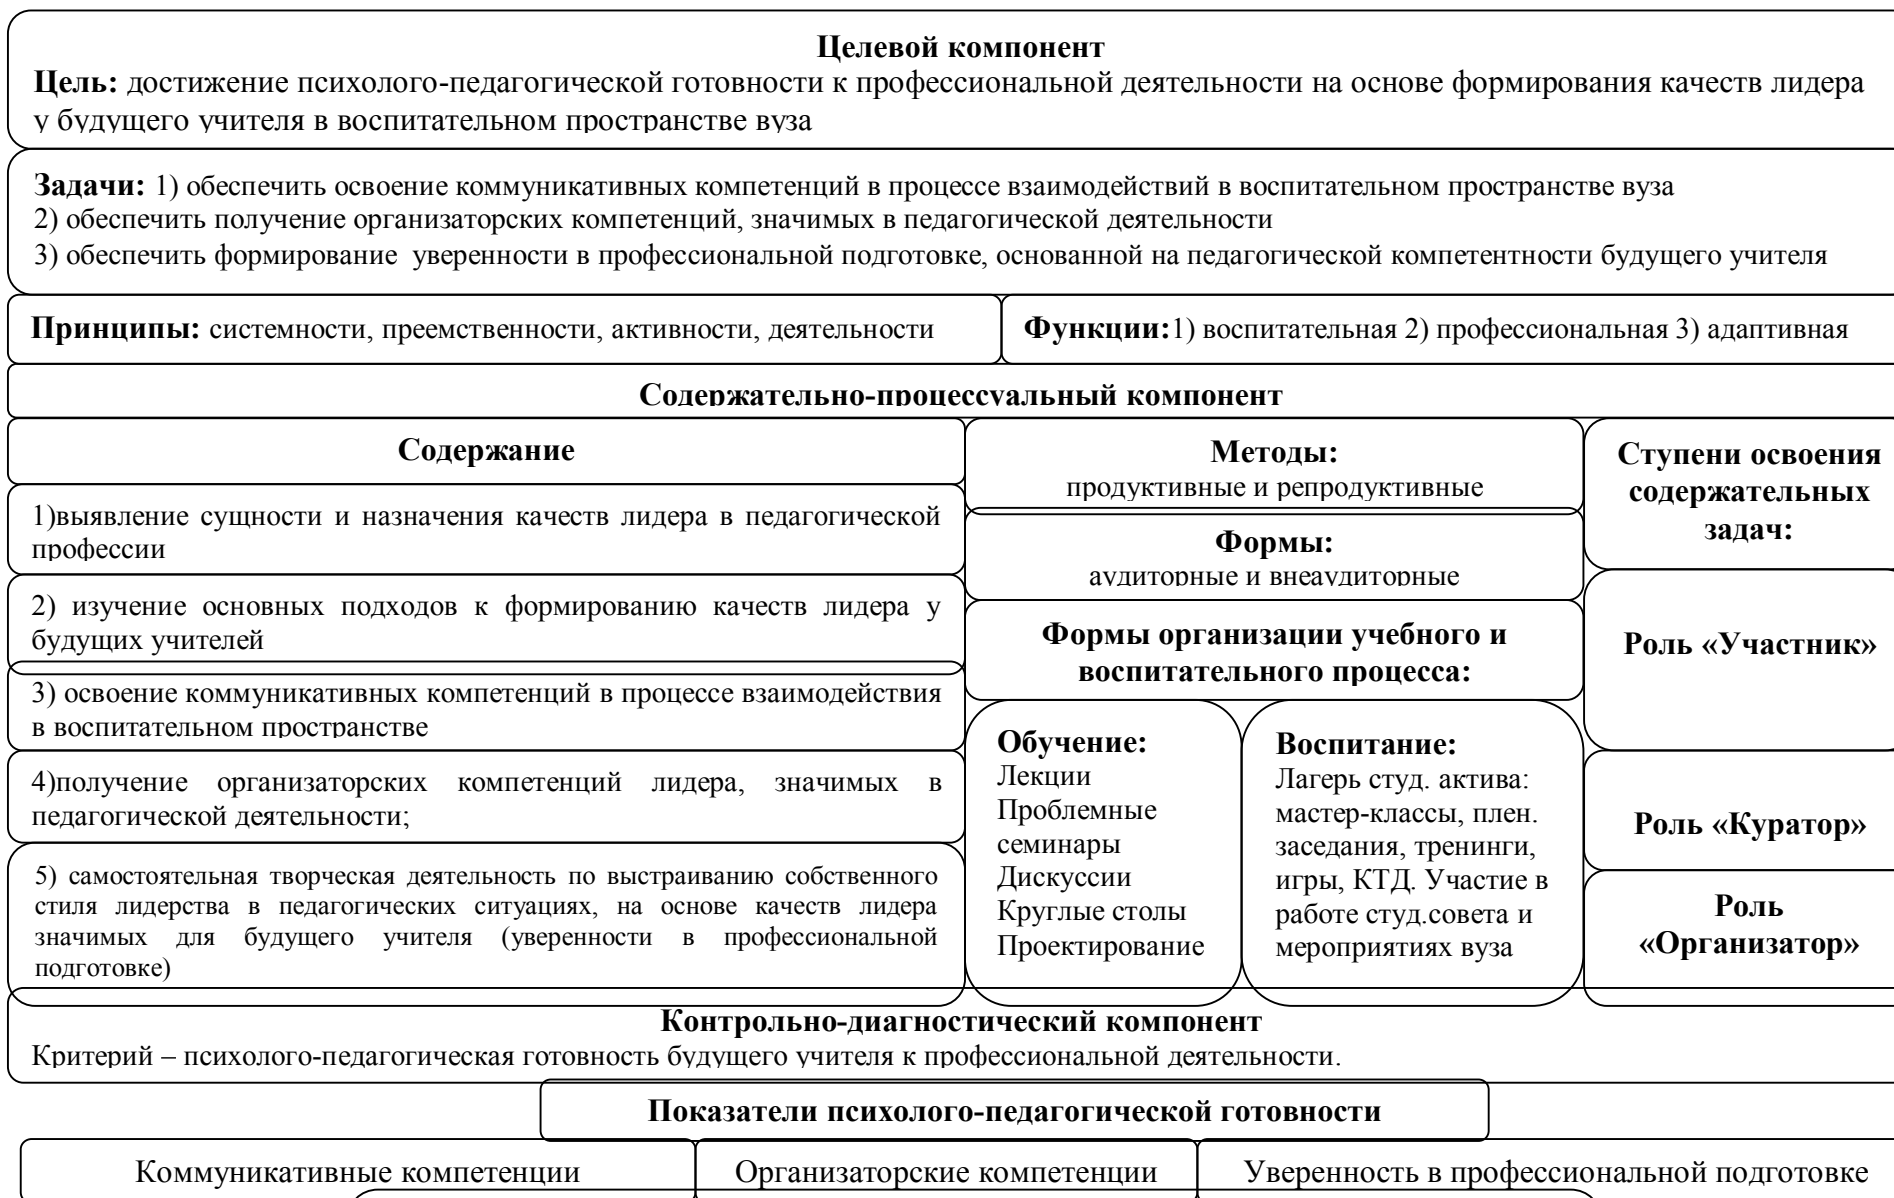 Целевой компонент
Цель: достижение психолого-педагогической готовности к профессиональной деятельности на основе формирования качеств лидера
у будущего учителя в воспитательном пространстве вуза
Задачи: 1) обеспечить освоение коммуникативных компетенций в процессе взаимодействий в воспитательном пространстве вуза
2) обеспечить получение организаторских компетенций, значимых в педагогической деятельности
3) обеспечить формирование уверенности в профессиональной подготовке, основанной на педагогической компетентности будущего учителя
Принципы: системности, преемственности, активности, деятельности
Функции:1) воспитательная 2) профессиональная 3) адаптивная
Содержательно-процессуальный компонент
Содержание
1)выявление сущности и назначения качеств лидера в педагогической
профессии
2) изучение основных подходов к формированию качеств лидера у
будущих учителей
3) освоение коммуникативных компетенций в процессе взаимодействия
в воспитательном пространстве
4)получение организаторских компетенций лидера, значимых в
педагогической деятельности;
5) самостоятельная творческая деятельность по выстраиванию собственного
стиля лидерства в педагогических ситуациях, на основе качеств лидера
значимых для будущего учителя (уверенности в профессиональной
подготовке)
Методы:
продуктивные и репродуктивные
Формы:
аудиторные и внеаудиторные
Формы организации учебного и
воспитательного процесса:
Обучение:
Лекции
Проблемные
семинары
Дискуссии
Круглые столы
Проектирование
Воспитание:
Лагерь студ. актива:
мастер-классы, плен.
заседания, тренинги,
игры, КТД. Участие в
работе студ.совета и
мероприятиях вуза
Ступени освоения
содержательных
задач:
Роль «Участник»
Роль «Куратор»
Роль
«Организатор»
Контрольно-диагностический компонент
Критерий – психолого-педагогическая готовность будущего учителя к профессиональной деятельности.
Показатели психолого-педагогической готовности
Коммуникативные компетенции
Организаторские компетенции
Уверенность в профессиональной подготовке